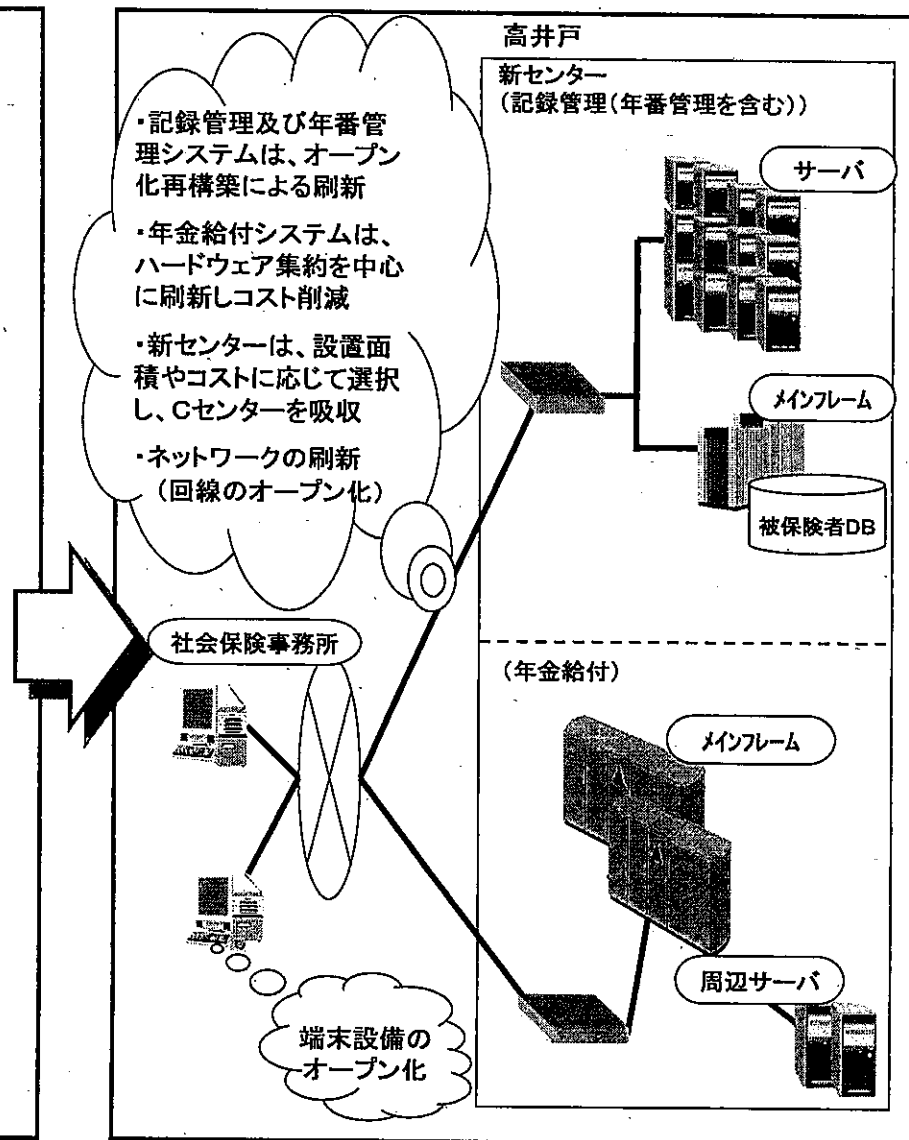 高井戸
新センター
(記録管理(年番管理を含む))
・記録管理及び年番管
理システムは、オープン
化再構築による刷新
・年金給付システムは、
ハードウェア集約を中心
に刷新しコスト削減
・新センターは、設置面
積やコストに応じて選択
し、Cセンターを吸収
・ネットワークの刷新
(回線のオープン化)
サーバ
メインフレーム
被保険者DB
社会保険事務所
(年金給付)
メインフレーム
周辺サーバ
端末設備の
オープン化